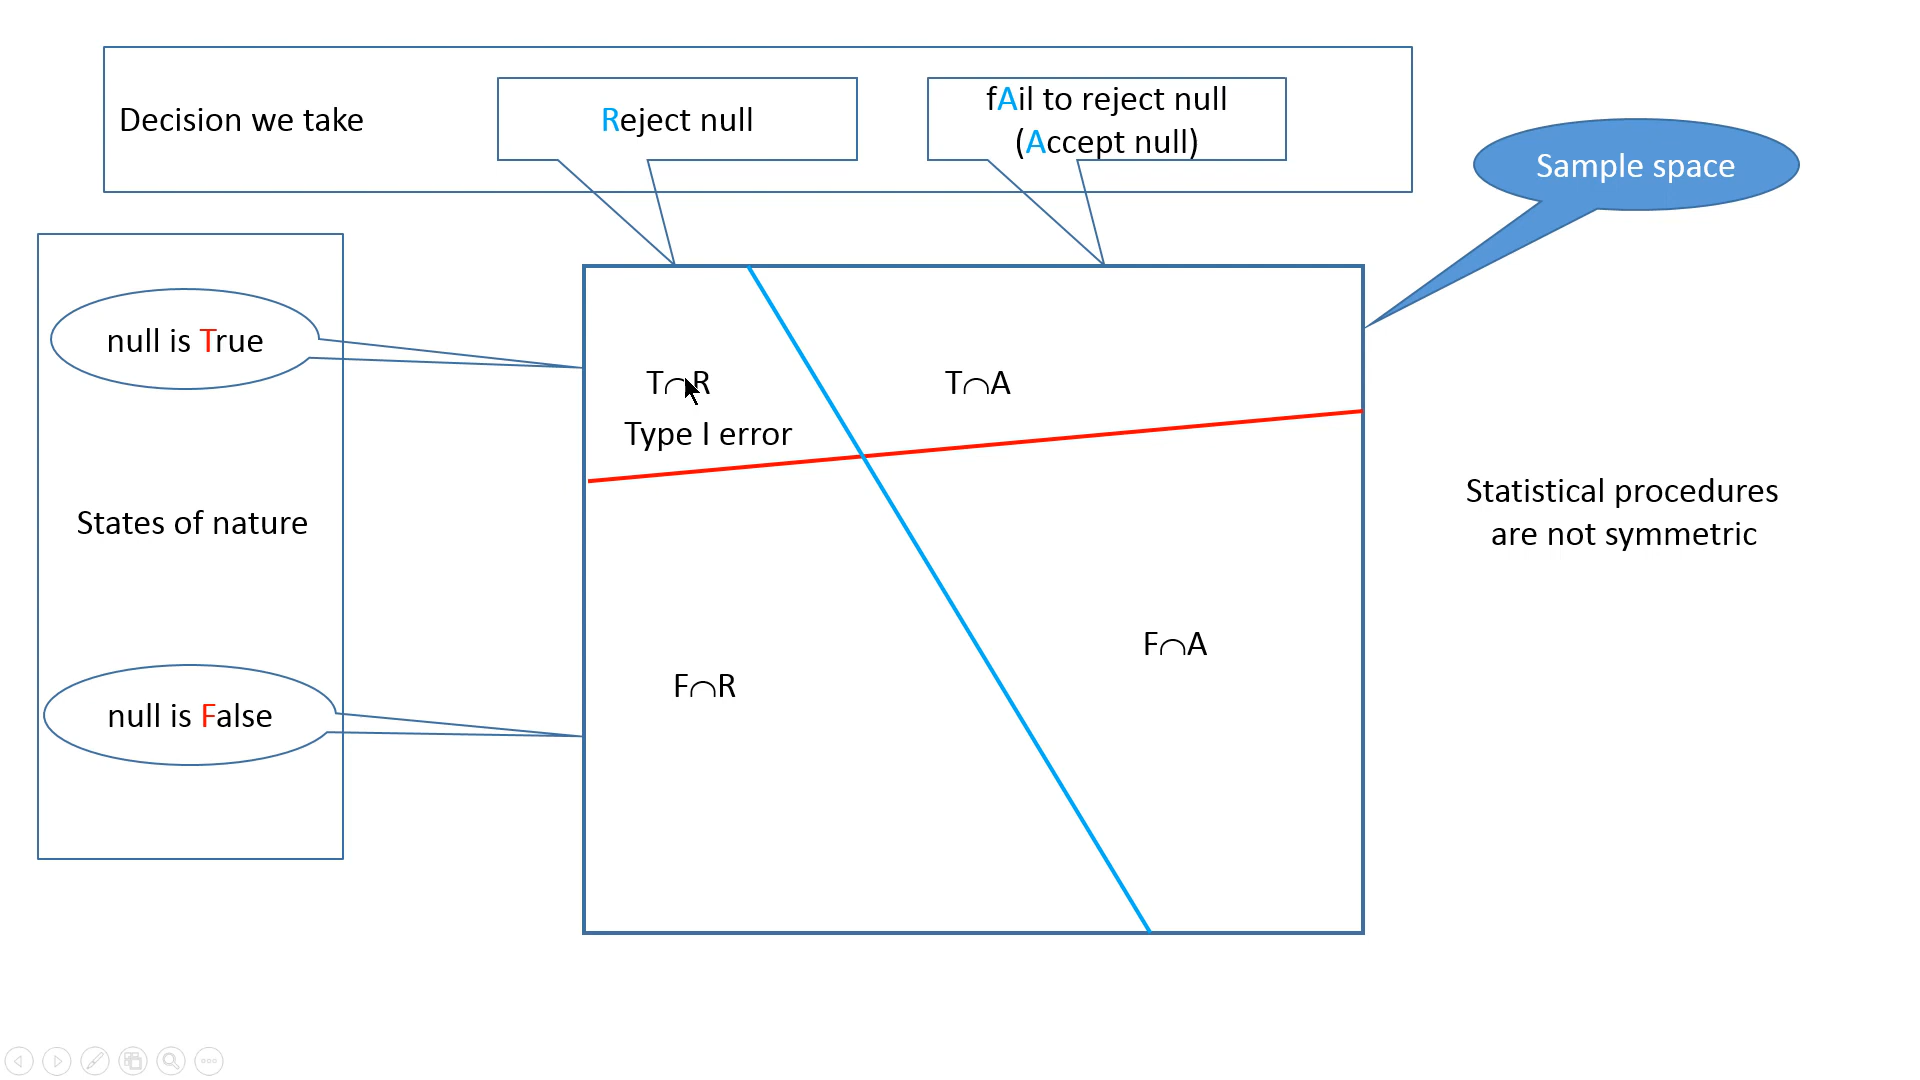 Decision we take
Reject null
fAil to reject null
(Accept null)
Sample space
null is True
T∩R
T∩A
Type I error
States of nature
Statistical procedures
are not symmetric
F∩A
F∩R
null is False